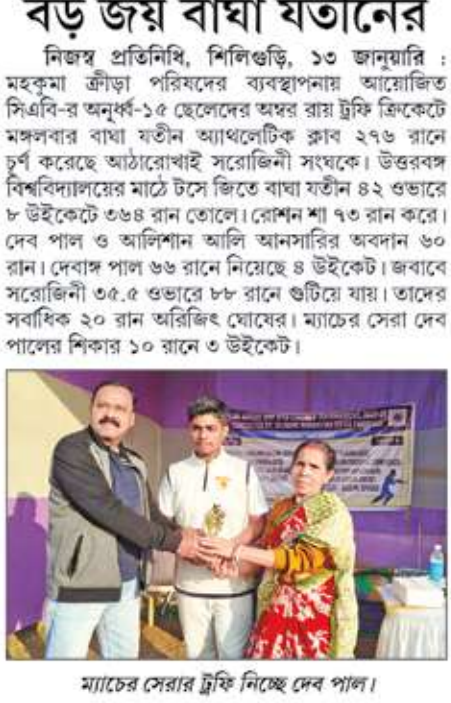 বড় জয় বাঘা যতীনের
নিজস্ব প্রতিনিধি, শিলিগুড়ি, ১৩ জানুয়ারি :
মহকুমা ক্রীড়া পরিষদের ব্যবস্থাপনায় আয়োজিত
সিএবি-র অনূর্ধ্ব-১৫ ছেলেদের অম্বর রায় ট্রফি ক্রিকেটে
মঙ্গলবার বাঘা যতীন অ্যাথলেটিক ক্লাব ২৭৬ রানে
চূর্ণ করেছে আঠারোখাই সরোজিনী সংঘকে। উত্তরবঙ্গ
বিশ্ববিদ্যালয়ের মাঠে টসে জিতে বাঘা যতীন ৪২ ওভারে
৮ উইকেটে ৩৬৪ রান তোলে। রোশন শা ৭৩ রান করে।
দেব পাল ও আলিশান আলি আনসারির অবদান ৬০
রান। দেবাঙ্গ পাল ৬৬ রানে নিয়েছে ৪ উইকেট। জবাবে
সরোজিনী ৩৫.৫ ওভারে ৮৮ রানে গুটিয়ে যায়। তাদের
সর্বাধিক ২০ রান অরিজিৎ ঘোষের। ম্যাচের সেরা দেব
পালের শিকার ১০ রানে ৩ উইকেট।
ম্যাচের সেরার ট্রফি নিচ্ছে দেব পাল।